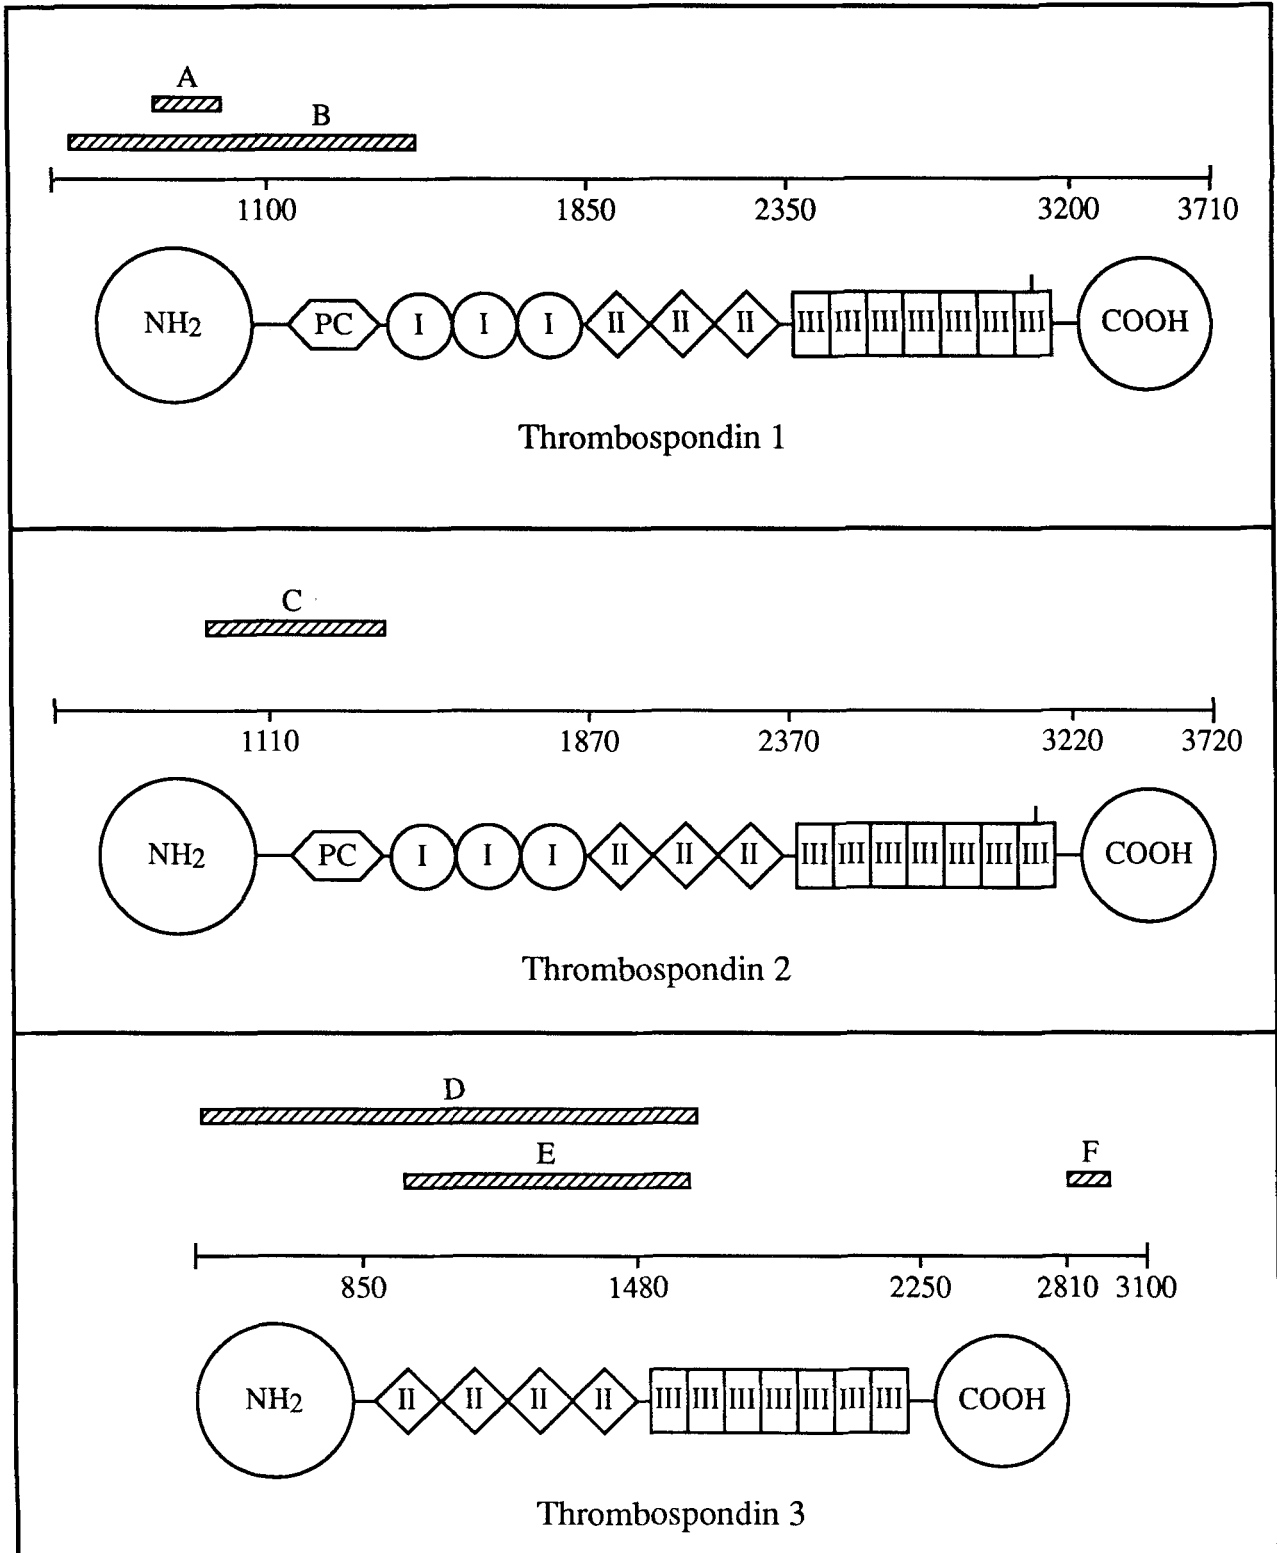 A
B
1100 1850 2350 3200 3710
NH2 PC I I I II II II III III III III III III III COOH
Thrombospondin 1
C
1110 1870 2370 3220 3720
NH2 PC I I I II II II III III III III III III III COOH
Thrombospondin 2
D
E F
850 1480 2250 2810 3100
NH2 II II II II III III III III III III III COOH
Thrombospondin 3